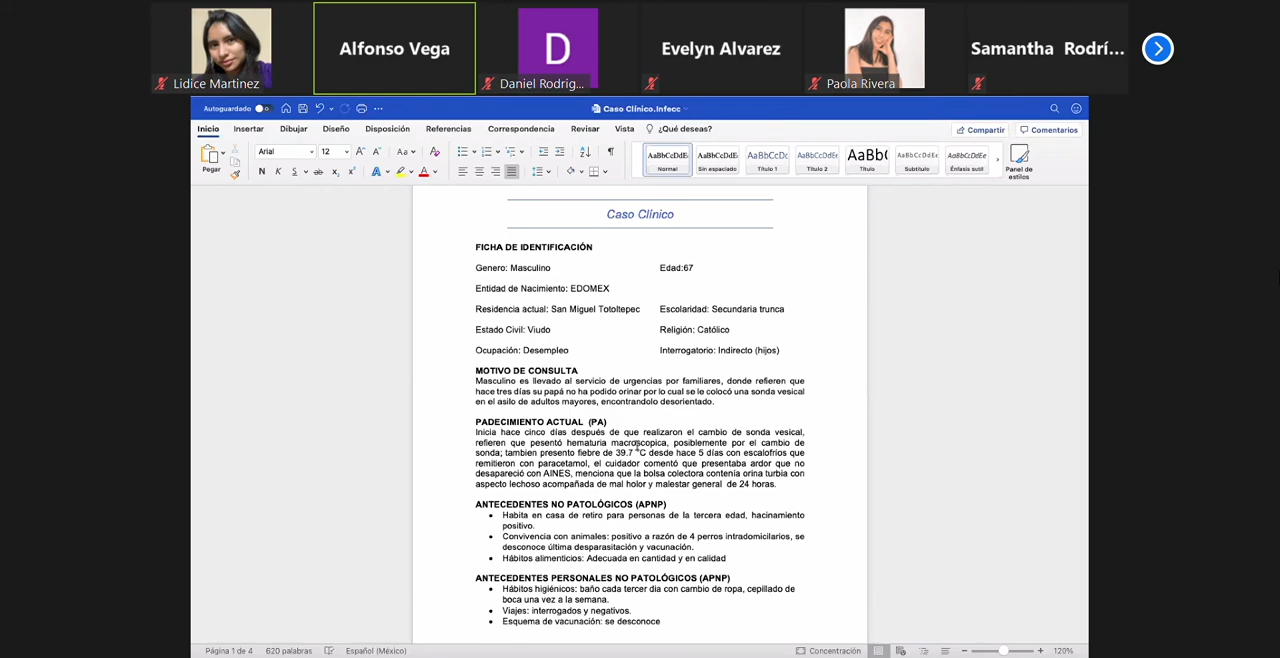 Lidice Martinez
Alfonso Vega
D
Daniel Rodrig...
Evelyn Alvarez
Paola Rivera
Samantha Rodrí...
Autoguardado
Caso Clínico.Infecc
Inicio Insertar Dibujar Diseño Disposición Referencias Correspondencia Revisar Vista ¿Qué deseas? Compartir Comentarios
Pegar
Arial 12
N K S ab x₂ x²
AaBbCcDdEe AaBbCcDdEe AaBbCcDc AaBbCcDdEe AaBb( AaBbCcDdEe AaBbCcDdEe
Normal Sin espaciado Título 1 Título 2 Título Subtítulo Énfasis sutil Panel de estilos
Caso Clínico
FICHA DE IDENTIFICACIÓN
Genero: Masculino Edad:67
Entidad de Nacimiento: EDOMEX
Residencia actual: San Miguel Totoltepec Escolaridad: Secundaria trunca
Estado Civil: Viudo Religión: Católico
Ocupación: Desempleo Interrogatorio: Indirecto (hijos)
MOTIVO DE CONSULTA
Masculino es llevado al servicio de urgencias por familiares, donde refieren que
hace tres días su papá no ha podido orinar por lo cual se le colocó una sonda vesical
en el asilo de adultos mayores, encontrandolo desorientado.
PADECIMIENTO ACTUAL (PA)
Inicia hace cinco días después de que realizaron el cambio de sonda vesical,
refieren que pesentó hematuria macroscopica, posiblemente por el cambio de
sonda; tambien presento fiebre de 39.7 °C desde hace 5 días con escalofríos que
remitieron con paracetamol, el cuidador comentó que presentaba ardor que no
desapareció con AINES, menciona que la bolsa colectora contenía orina turbia con
aspecto lechoso acompañada de mal holor y malestar general de 24 horas.
ANTECEDENTES NO PATOLÓGICOS (APNP)
• Habita en casa de retiro para personas de la tercera edad, hacinamiento
positivo.
• Convivencia con animales: positivo a razón de 4 perros intradomicilarios, se
desconoce última desparasitación y vacunación.
• Hábitos alimenticios: Adecuada en cantidad y en calidad
ANTECEDENTES PERSONALES NO PATOLÓGICOS (APNP)
• Hábitos higiénicos: baño cada tercer dia con cambio de ropa, cepillado de
boca una vez a la semana.
• Viajes: interrogados y negativos.
• Esquema de vacunación: se desconoce
Página 1 de 4 620 palabras Español (México) Concentración 120%